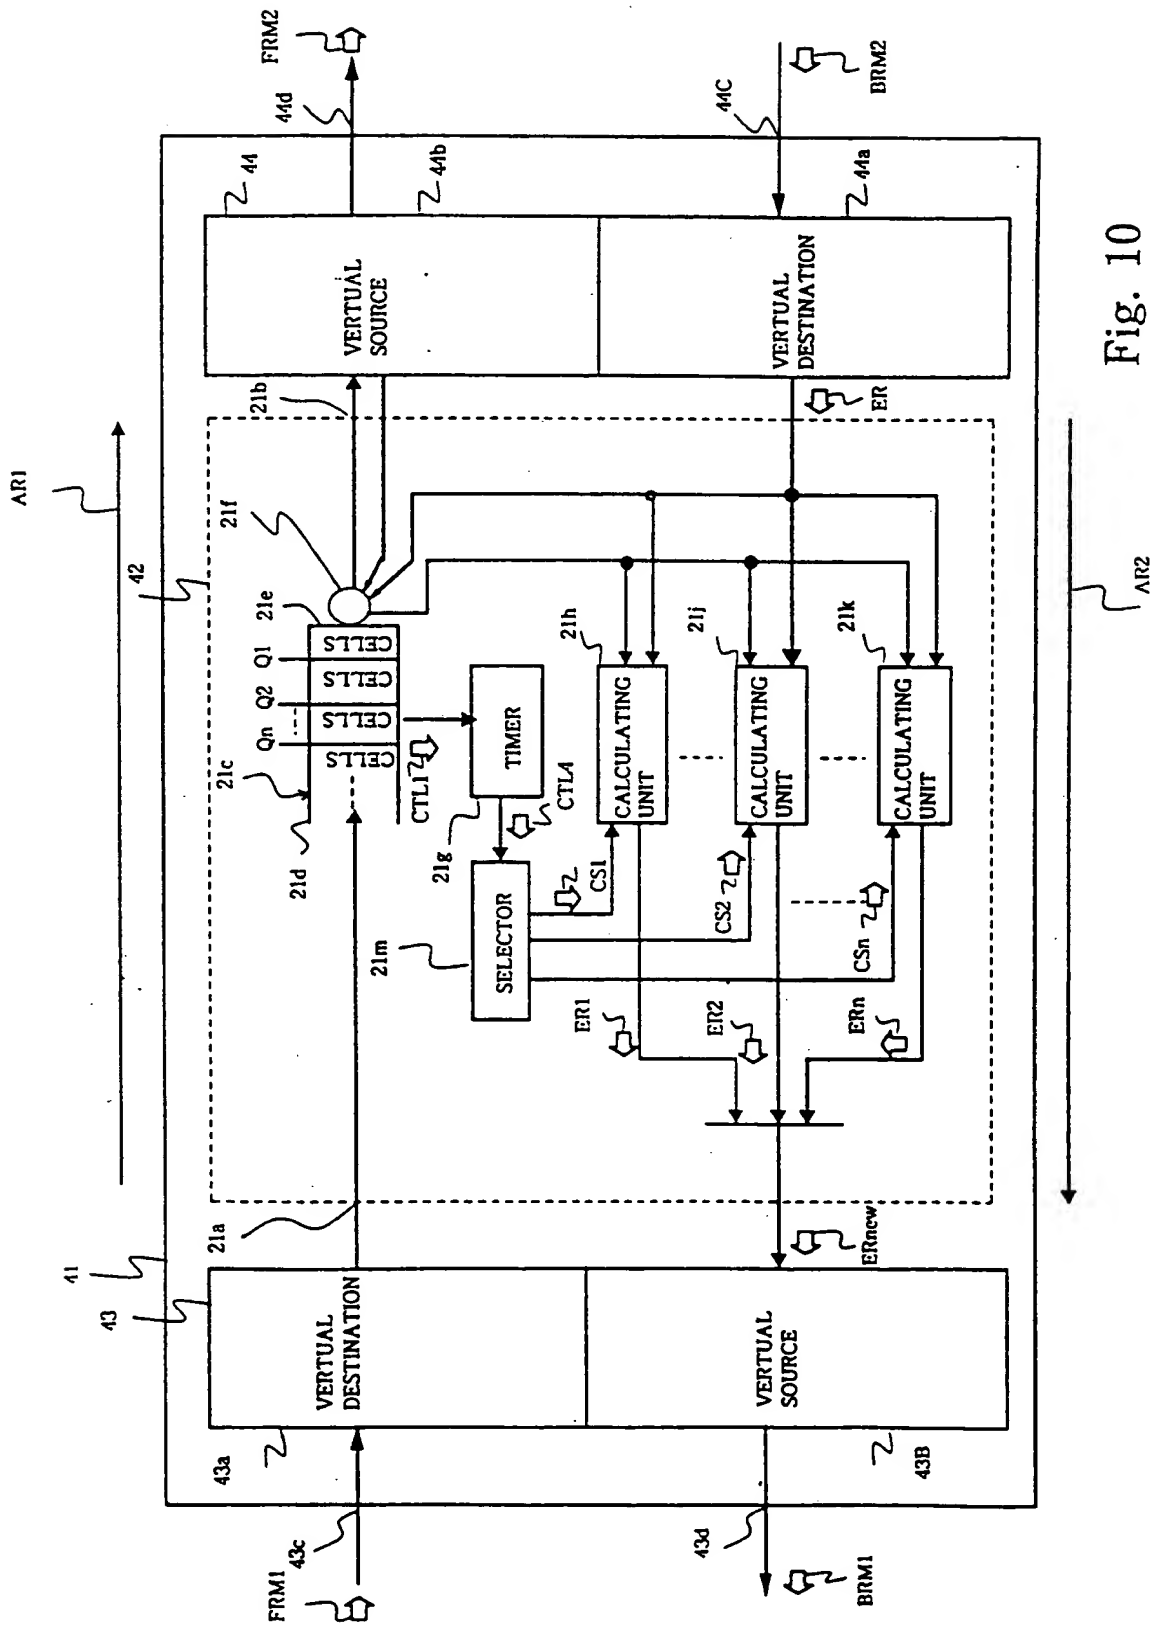 AR1
41
42
43
VERTUAL
DESTINATION
43a
43c
FRM1
21a
VERTUAL
SOURCE
43B
43d
BRM1
ERnew
21d
21c
Qn
Q2
Q1
21e
21f
21b
CELLS
CELLS
CELLS
CELLS
CTL1
TIMER
21g
CTL4
SELECTOR
21m
CS1
CS2
CSn
ER1
ER2
ERn
CALCULATING
UNIT
21h
CALCULATING
UNIT
21j
CALCULATING
UNIT
21k
ER
44
VERTUAL
SOURCE
44b
44d
FRM2
VERTUAL
DESTINATION
44a
44C
BRM2
AR2
Fig. 10